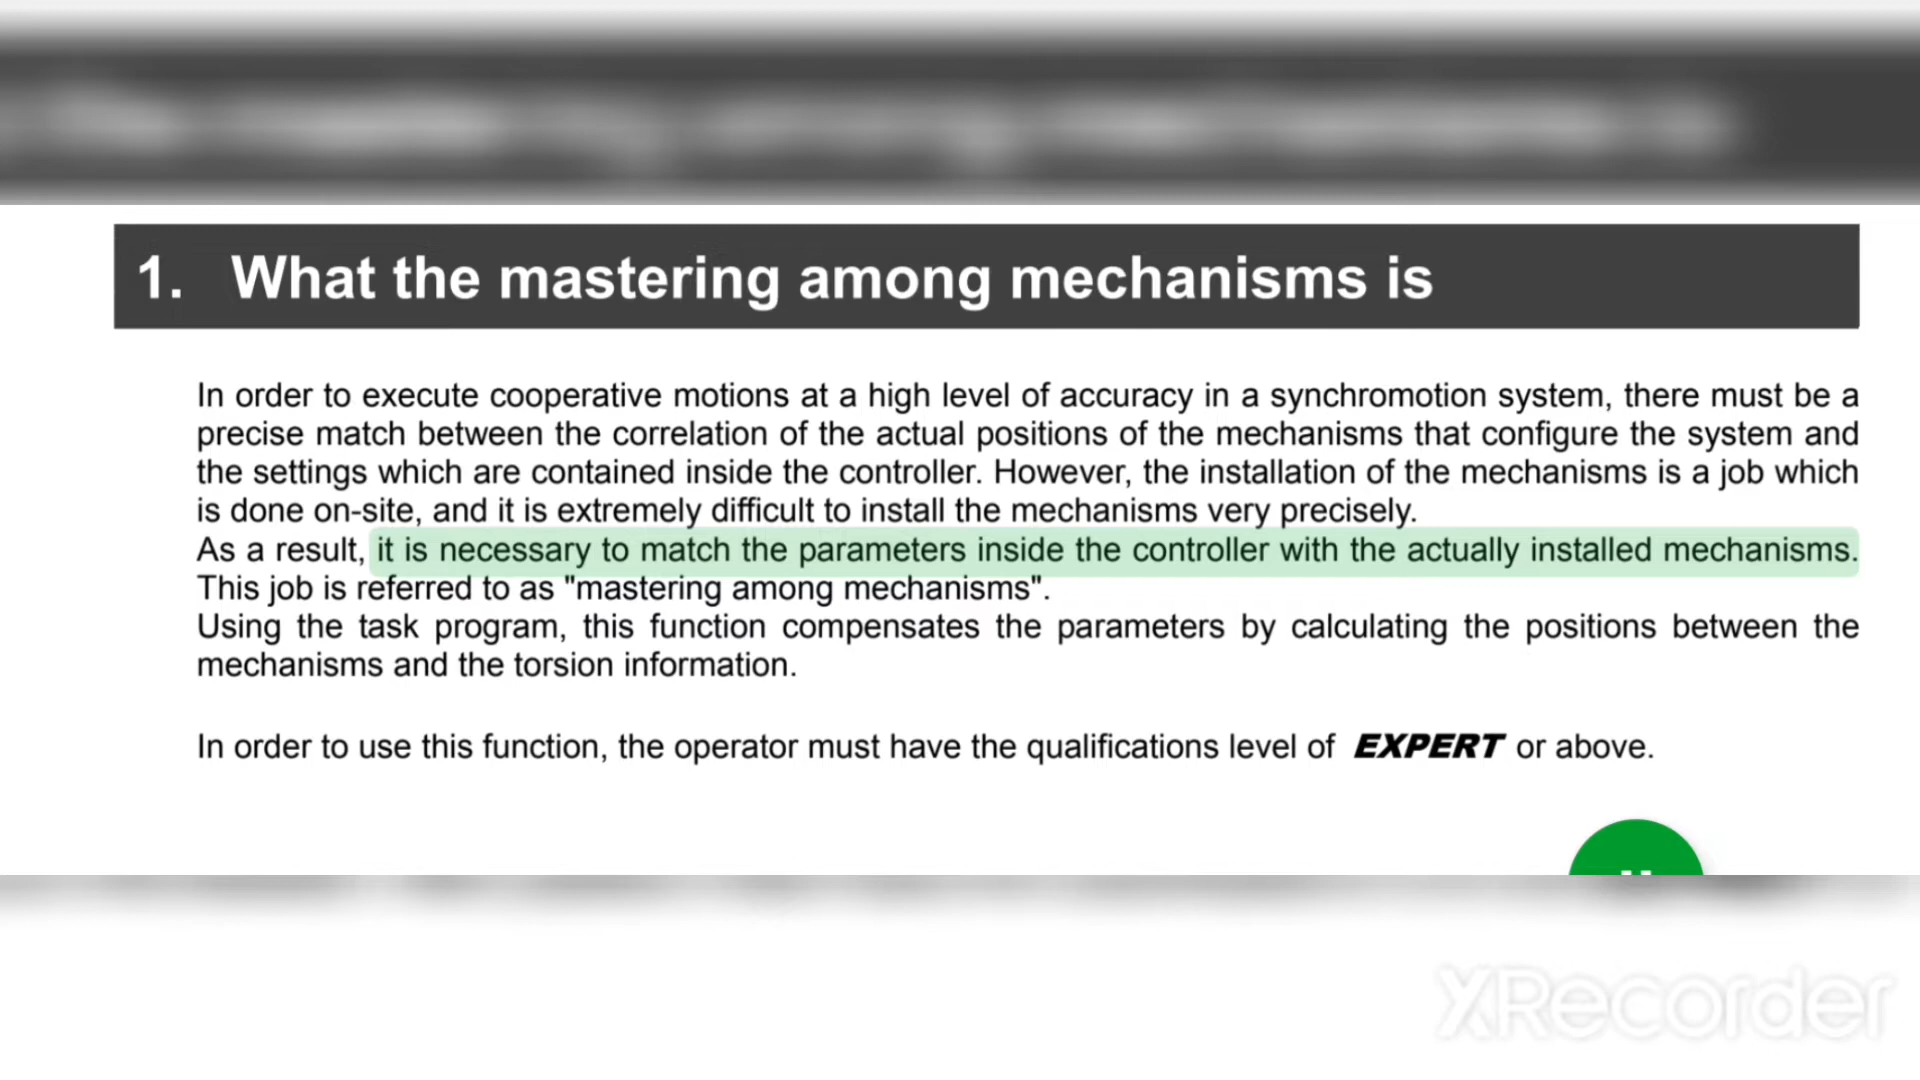 1. What the mastering among mechanisms is
In order to execute cooperative motions at a high level of accuracy in a synchromotion system, there must be a
precise match between the correlation of the actual positions of the mechanisms that configure the system and
the settings which are contained inside the controller. However, the installation of the mechanisms is a job which
is done on-site, and it is extremely difficult to install the mechanisms very precisely.
As a result, it is necessary to match the parameters inside the controller with the actually installed mechanisms.
This job is referred to as "mastering among mechanisms".
Using the task program, this function compensates the parameters by calculating the positions between the
mechanisms and the torsion information.
In order to use this function, the operator must have the qualifications level of EXPERT or above.
XRecorder